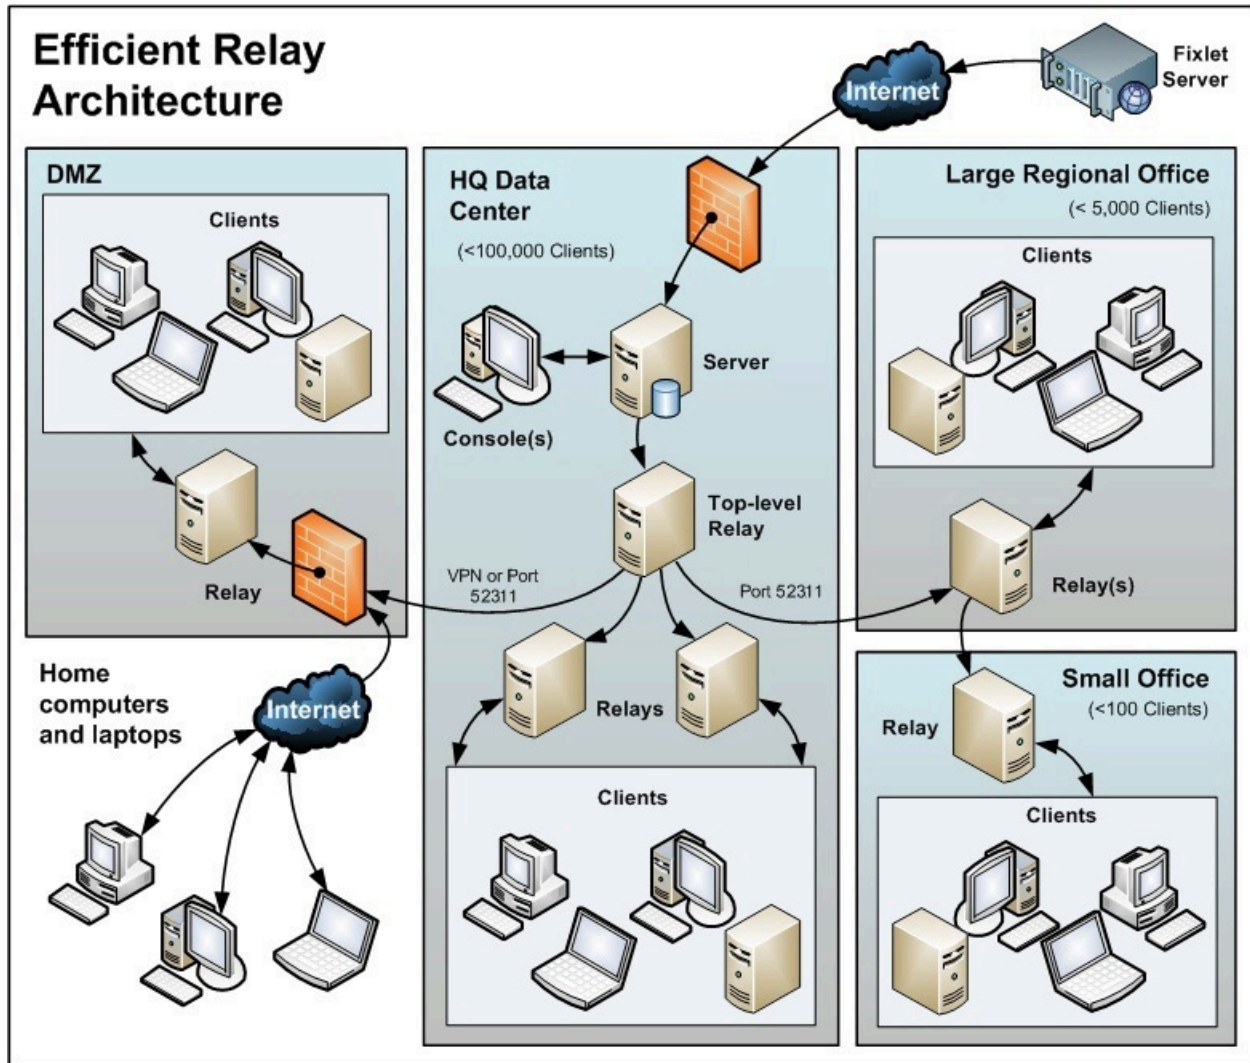 Efficient Relay
Architecture
Internet
Fixlet
Server
DMZ
Clients
Relay
Home
computers
and laptops
Internet
HQ Data
Center
(<100,000 Clients)
Server
Console(s)
Top-level
Relay
VPN or Port
52311
Port 52311
Relays
Clients
Large Regional Office
(< 5,000 Clients)
Clients
Relay(s)
Small Office
(<100 Clients)
Relay
Clients